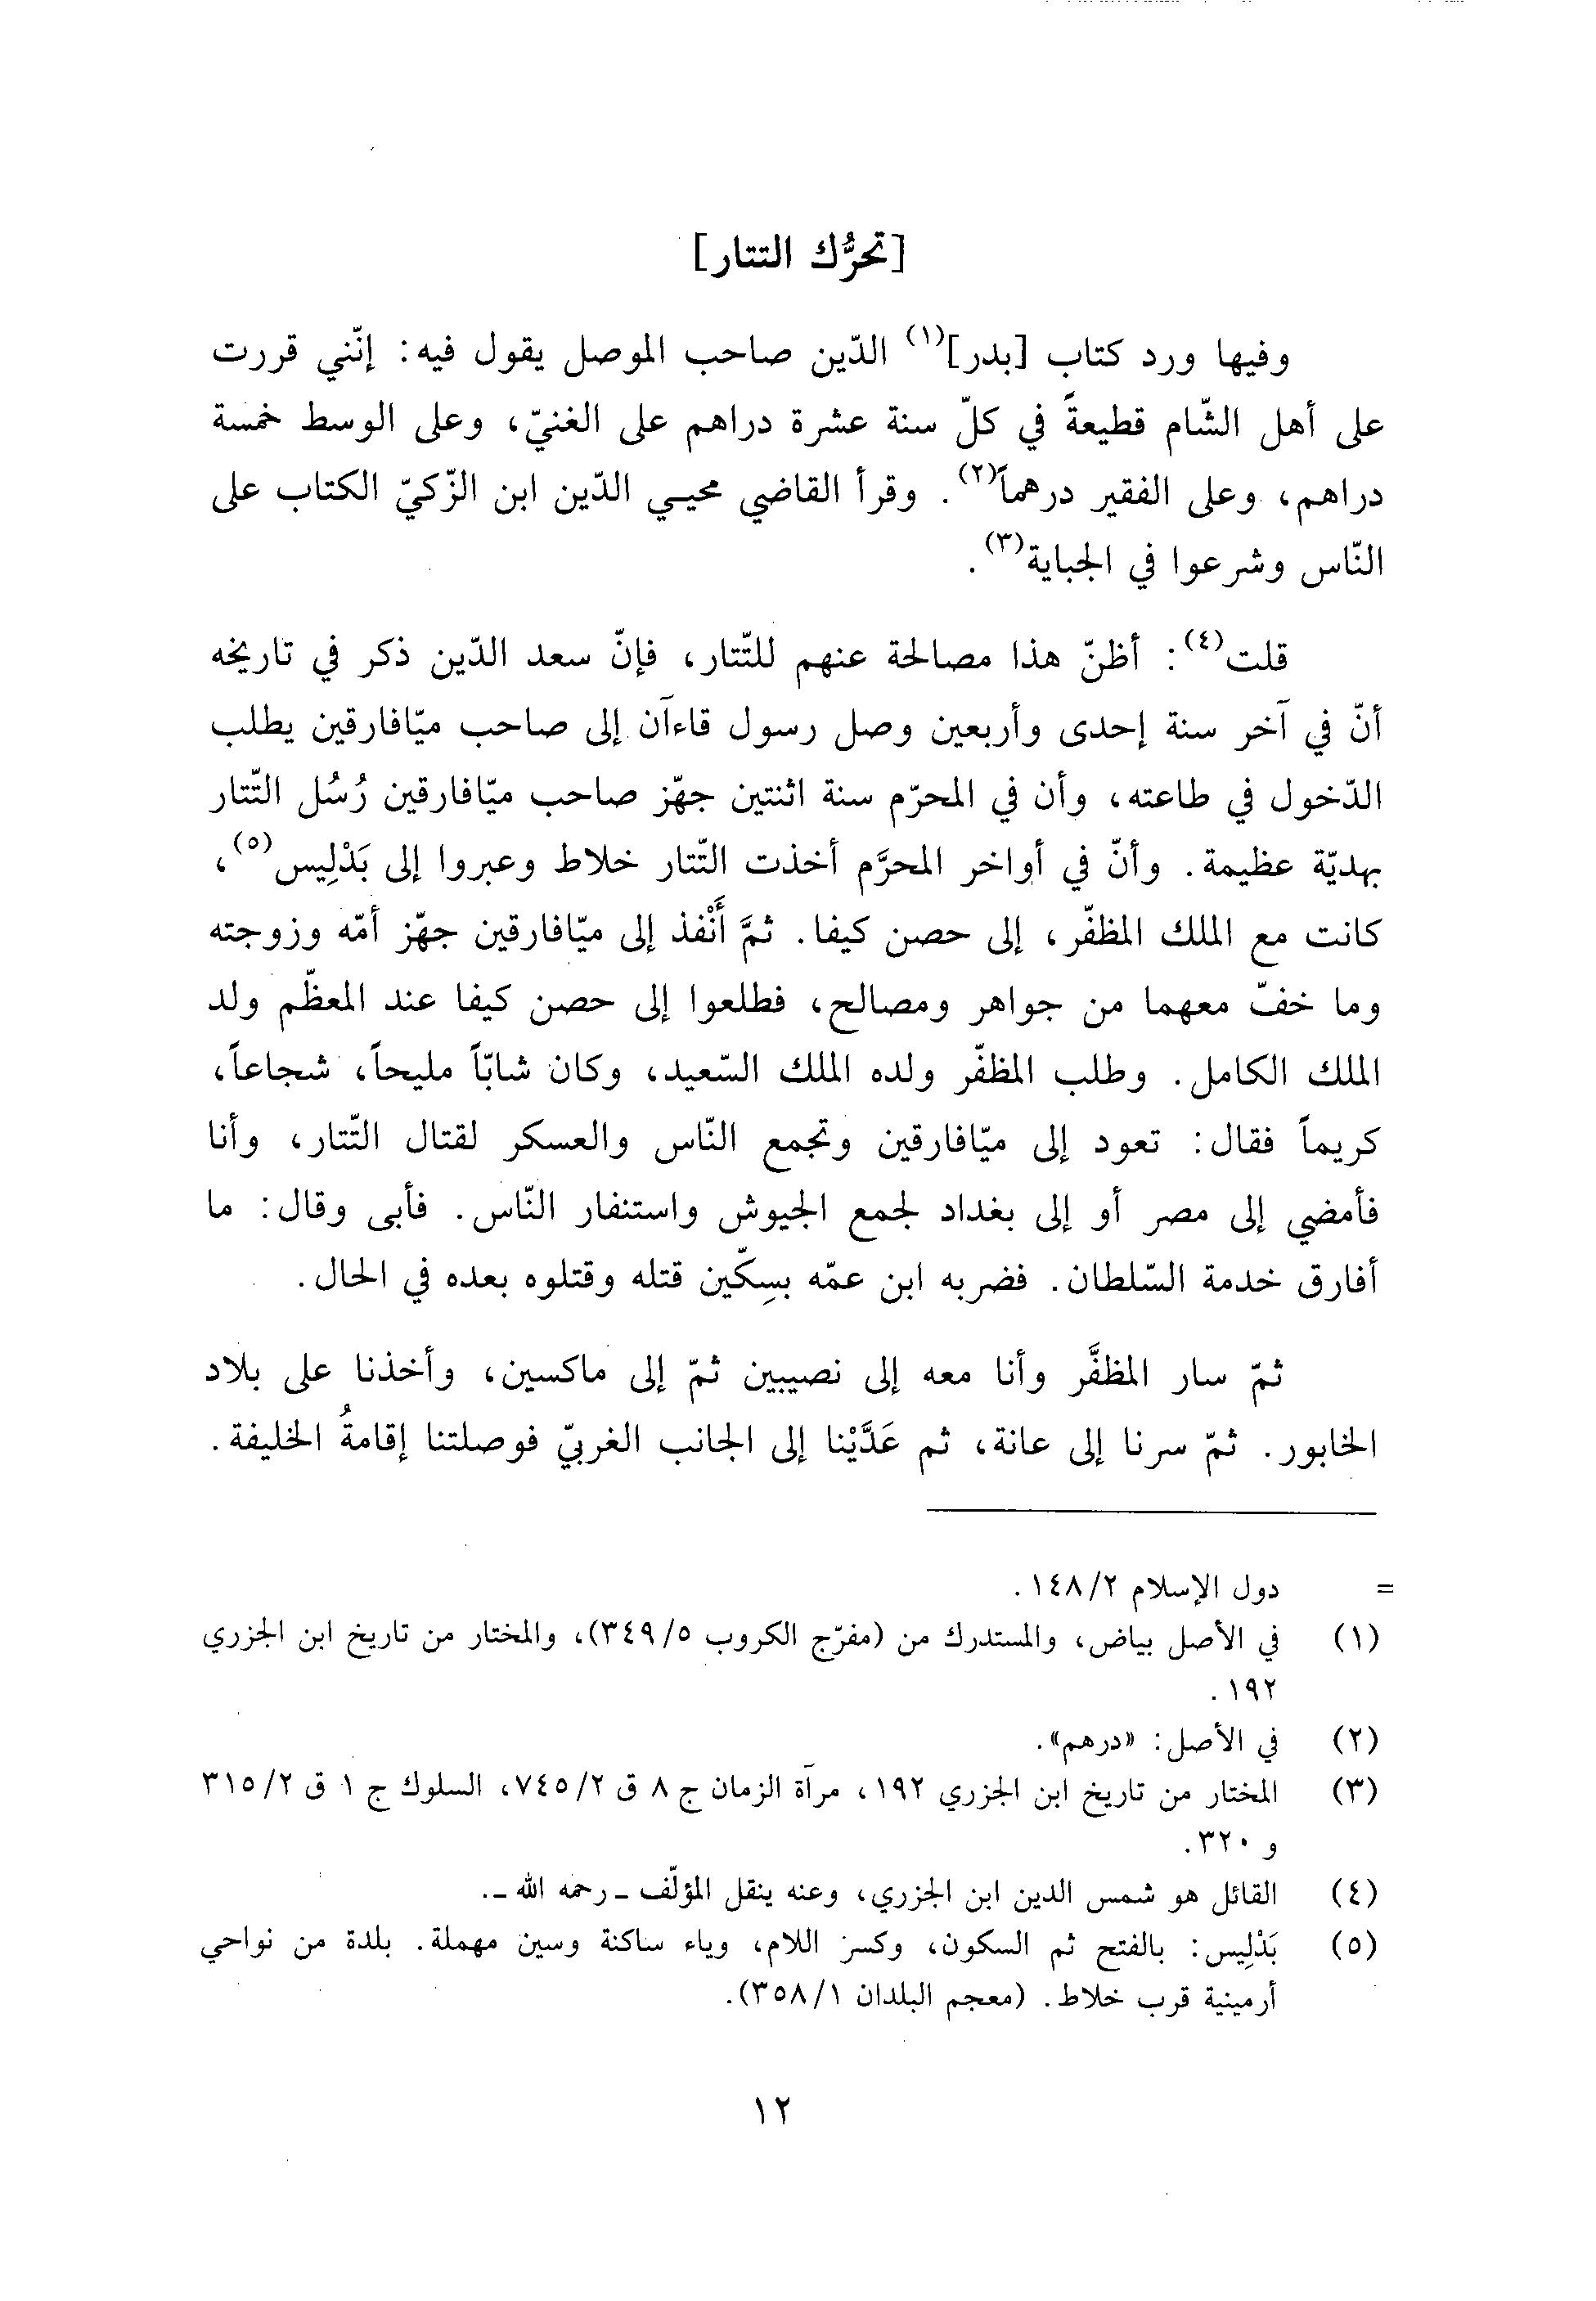 [تحرُّك التتار]
وفيها ورد كتاب [بدر](١) الدّين صاحب الموصل يقول فيه: إنّني قررت
على أهل الشّام قطيعةً في كلّ سنة عشرة دراهم على الغنيّ، وعلى الوسط خمسة
دراهم، وعلى الفقير درهماً(٢). وقرأ القاضي محيي الدّين ابن الزّكيّ الكتاب على
النّاس وشرعوا في الجباية(٣).
قلت(٤): أظنّ هذا مصالحة عنهم للتّتار، فإنّ سعد الدّين ذكر في تاريخه
أنّ في آخر سنة إحدى وأربعين وصل رسول قاءآن إلى صاحب ميّافارقين يطلب
الدّخول في طاعته، وأن في المحرّم سنة اثنتين جهّز صاحب ميّافارقين رُسُل التّتار
بهديّة عظيمة. وأنّ في أواخر المحرَّم أخذت التّتار خلاط وعبروا إلى بَدْلِيس(٥)،
كانت مع الملك المظفّر، إلى حصن كيفا. ثمَّ أَنْفذ إلى ميّافارقين جهّز أمّه وزوجته
وما خفّ معهما من جواهر ومصالح، فطلعوا إلى حصن كيفا عند المعظّم ولد
الملك الكامل. وطلب المظفّر ولده الملك السّعيد، وكان شابّاً مليحاً، شجاعاً،
كريماً فقال: تعود إلى ميّافارقين وتجمع النّاس والعسكر لقتال التّتار، وأنا
فأمضي إلى مصر أو إلى بغداد لجمع الجيوش واستنفار النّاس. فأبى وقال: ما
أفارق خدمة السّلطان. فضربه ابن عمّه بسِكّين قتله وقتلوه بعده في الحال.
ثمّ سار المظفَّر وأنا معه إلى نصيبين ثمّ إلى ماكسين، وأخذنا على بلاد
الخابور. ثمّ سرنا إلى عانة، ثم عَدَّيْنا إلى الجانب الغربيّ فوصلتنا إقامةُ الخليفة.
= دول الإسلام ١٤٨/٢.
(١) في الأصل بياض، والمستدرك من (مفرّج الكروب ٣٤٩/٥)، والمختار من تاريخ ابن الجزري
١٩٢.
(٢) في الأصل: «درهم».
(٣) المختار من تاريخ ابن الجزري ١٩٢، مرآة الزمان ج ٨ ق ٧٤٥/٢، السلوك ج ١ ق ٣١٥/٢
و ٣٢٠.
(٤) القائل هو شمس الدين ابن الجزري، وعنه ينقل المؤلّف ـ رحمه الله ـ.
(٥) بَدْلِيس: بالفتح ثم السكون، وكسر اللام، وياء ساكنة وسين مهملة. بلدة من نواحي
أرمينية قرب خلاط. (معجم البلدان ٣٥٨/١).
١٢